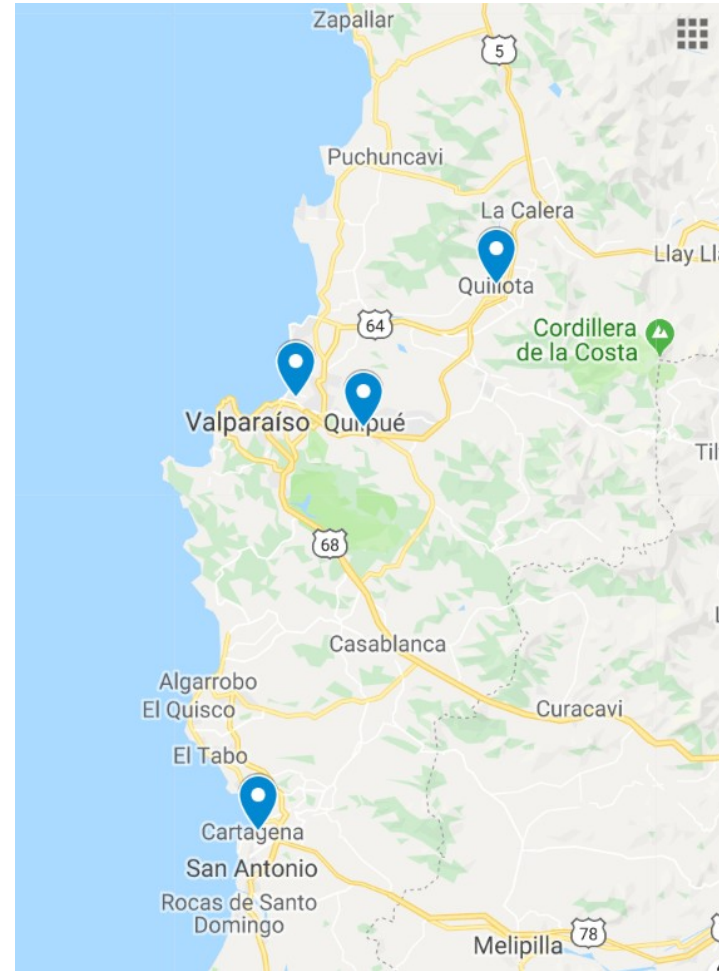 Zapallar
5
Puchuncavi
La Calera
Llay Lla
Quillota
64
Cordillera
de la Costa
Valparaíso
Quilpué
Til
68
Casablanca
Algarrobo
El Quisco
Curacavi
El Tabo
Cartagena
San Antonio
Rocas de Santo
Domingo
78
Melipilla